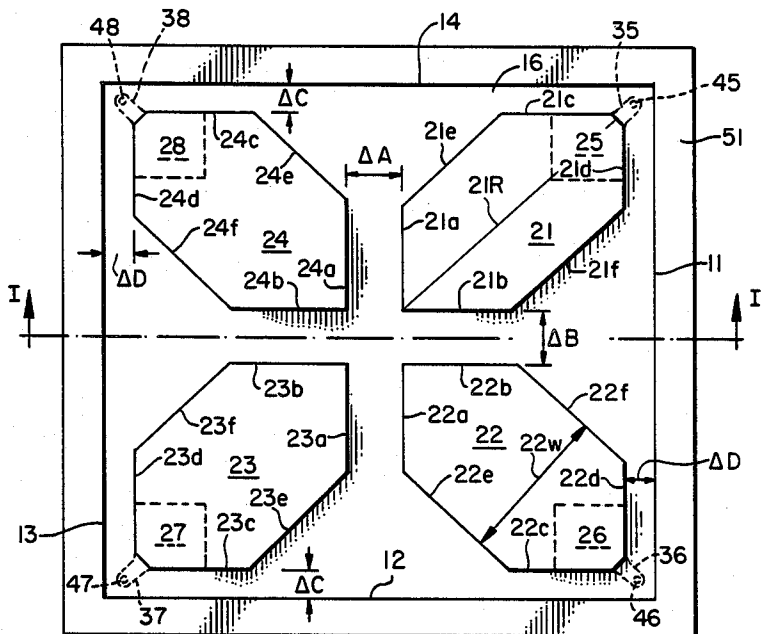 48 38 14 35
16 45
ΔC 21c
28 24c 21e ΔA 25 51
24d 24e 21R 21d
21a
24f 24 21
ΔD 24a 21f 11
I 24b 21b I
ΔB
23b 22b
23f 23a 22a 22f
22
23d 23 22w ΔD
22e 22d
23e
13 27 23c 22c 26
12 36
47 37 ΔC 46